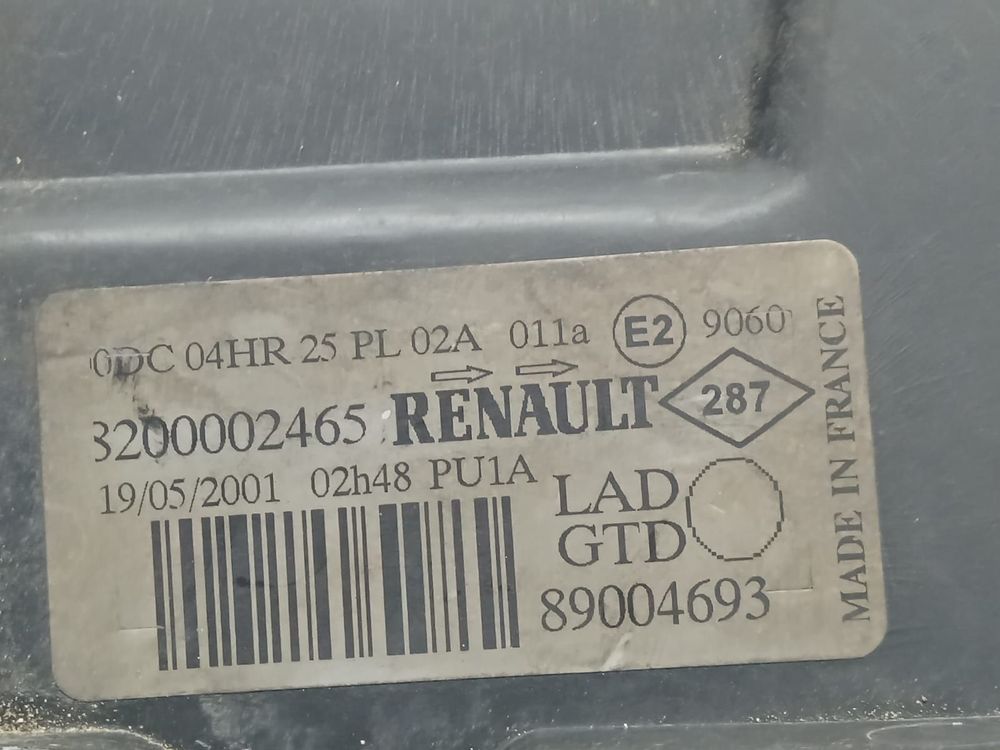 0DC 04HR 25 PL 02A 011a E2 9060
8200002465 RENAULT 287
19/05/2001 02h48 PU1A
LAD
GTD
89004693
MADE IN FRANCE